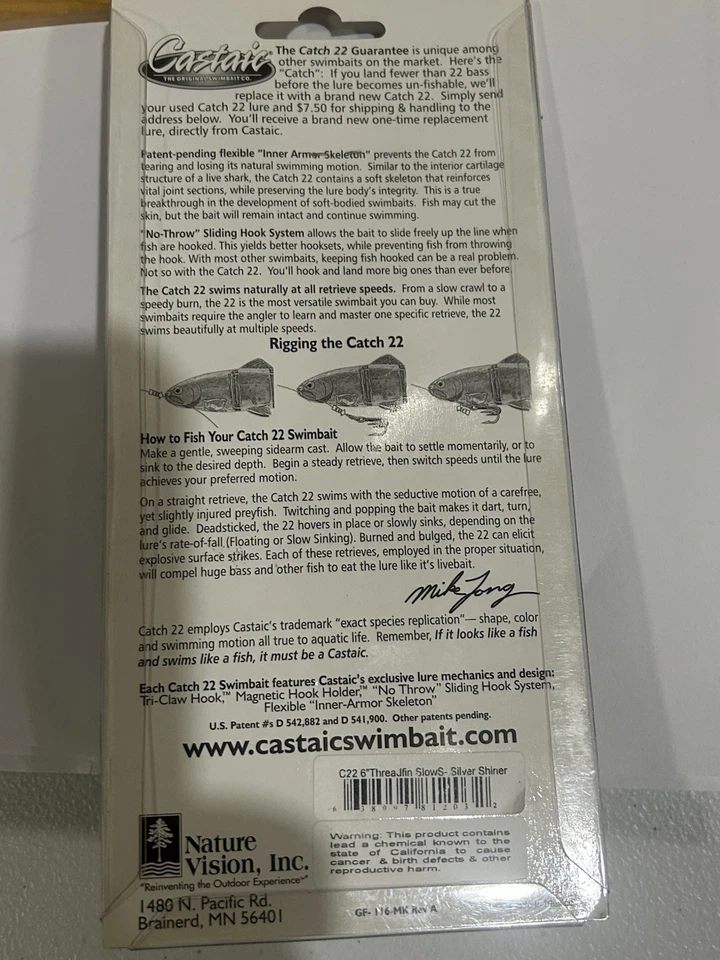 Castaic®
THE ORIGINAL SWIMBAIT CO.
The Catch 22 Guarantee is unique among
other swimbaits on the market. Here's the
"Catch": If you land fewer than 22 bass
before the lure becomes un-fishable, we'll
replace it with a brand new Catch 22. Simply send
your used Catch 22 lure and $7.50 for shipping & handling to the
address below. You'll receive a brand new one-time replacement
lure, directly from Castaic.
Patent-pending flexible "Inner Armor Skeleton" prevents the Catch 22 from
tearing and losing its natural swimming motion. Similar to the interior cartilage
structure of a live shark, the Catch 22 contains a soft skeleton that reinforces
vital joint sections, while preserving the lure body's integrity. This is a true
breakthrough in the development of soft-bodied swimbaits. Fish may cut the
skin, but the bait will remain intact and continue swimming.
"No-Throw" Sliding Hook System allows the bait to slide freely up the line when
fish are hooked. This yields better hooksets, while preventing fish from throwing
the hook. With most other swimbaits, keeping fish hooked can be a real problem.
Not so with the Catch 22. You'll hook and land more big ones than ever before.
The Catch 22 swims naturally at all retrieve speeds. From a slow crawl to a
speedy burn, the 22 is the most versatile swimbait you can buy. While most
swimbaits require the angler to learn and master one specific retrieve, the 22
swims beautifully at multiple speeds.
Rigging the Catch 22
How to Fish Your Catch 22 Swimbait
Make a gentle, sweeping sidearm cast. Allow the bait to settle momentarily, or to
sink to the desired depth. Begin a steady retrieve, then switch speeds until the lure
achieves your preferred motion.
On a straight retrieve, the Catch 22 swims with the seductive motion of a carefree,
yet slightly injured preyfish. Twitching and popping the bait makes it dart, turn,
and glide. Deadsticked, the 22 hovers in place or slowly sinks, depending on the
lure's rate-of-fall (Floating or Slow Sinking). Burned and bulged, the 22 can elicit
explosive surface strikes. Each of these retrieves, employed in the proper situation,
will compel huge bass and other fish to eat the lure like it's livebait.
Mike Long
Catch 22 employs Castaic's trademark "exact species replication"— shape, color
and swimming motion all true to aquatic life. Remember, If it looks like a fish
and swims like a fish, it must be a Castaic.
Each Catch 22 Swimbait features Castaic's exclusive lure mechanics and design:
Tri-Claw Hook,™ Magnetic Hook Holder,™ "No Throw" Sliding Hook System,
Flexible "Inner-Armor Skeleton"
U.S. Patent #s D 542,882 and D 541,900. Other patents pending.
www.castaicswimbait.com
C22 6"ThreaJfin SlowS- Silver Shiner
6 38997 81203 2
Nature
Vision, Inc.
"Reinventing the Outdoor Experience"
1480 N. Pacific Rd.
Brainerd, MN 56401
Warning: This product contains
lead a chemical known to the
state of California to cause
cancer & birth defects & other
reproductive harm.
GF- 116-MK Rev A